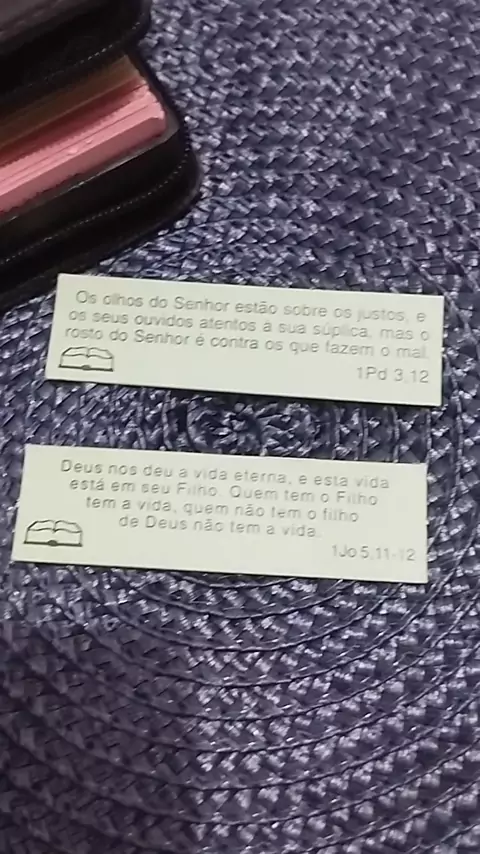 Os olhos do Senhor estão sobre os justos, e
os seus ouvidos atentos à sua súplica, mas o
rosto do Senhor é contra os que fazem o mal.
1Pd 3,12
Deus nos deu a vida eterna, e esta vida
está em seu Filho. Quem tem o Filho
tem a vida, quem não tem o filho
de Deus não tem a vida.
1Jo 5,11-12